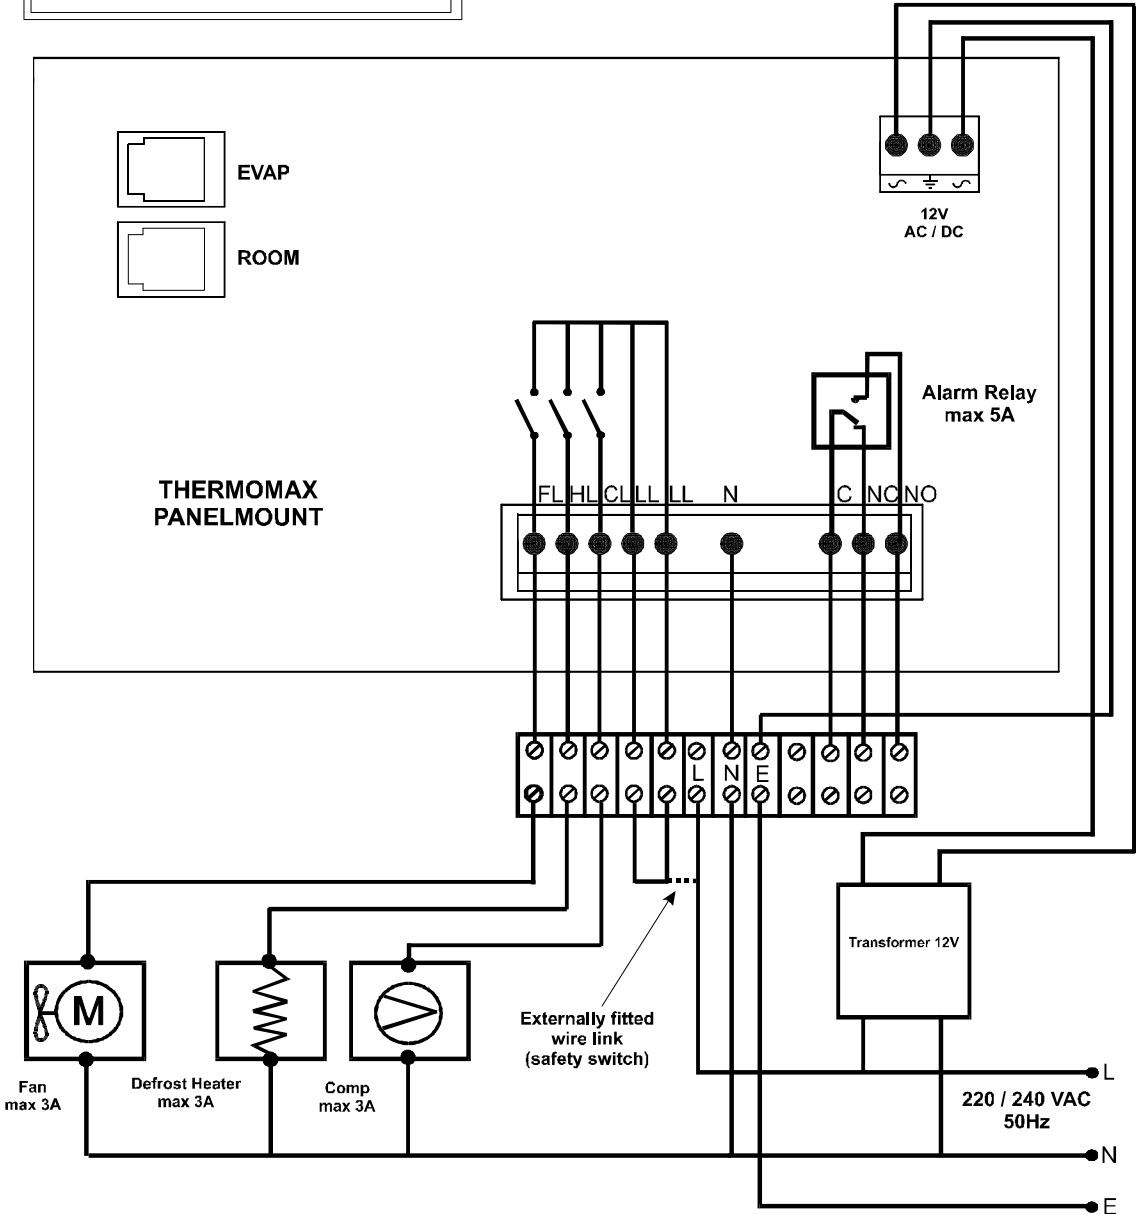 EVAP
ROOM
12V
AC / DC
Alarm Relay
max 5A
THERMOMAX
PANELMOUNT
FL HL CL LL LL N C NC NO
L N E
Transformer 12V
M
Externally fitted
wire link
(safety switch)
Fan
max 3A
Defrost Heater
max 3A
Comp
max 3A
L
220 / 240 VAC
50Hz
N
E